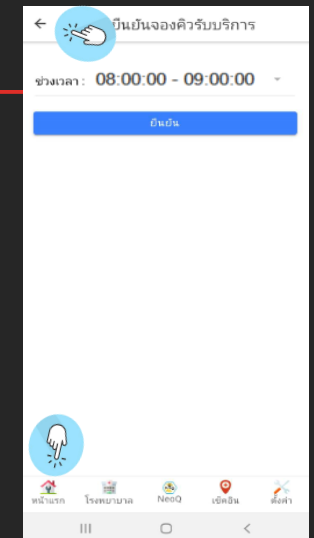 ยืนยันจองคิวรับบริการ
ช่วงเวลา : 08:00:00 - 09:00:00
ยืนยัน
หน้าแรก โรงพยาบาล NeoQ เช็คอิน ตั้งค่า